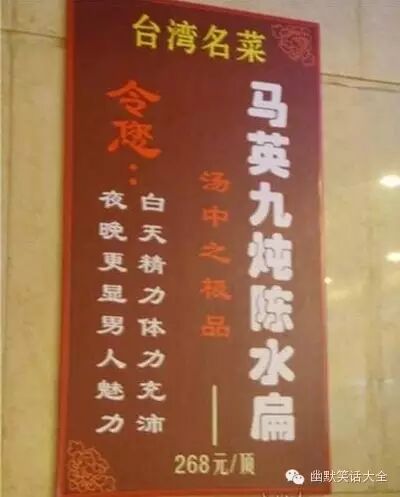 台湾名菜
马英九炖陈水扁
汤中之极品
令您：
白天精力体力充沛
夜晚更显男人魅力
268元/顶
幽默笑话大全